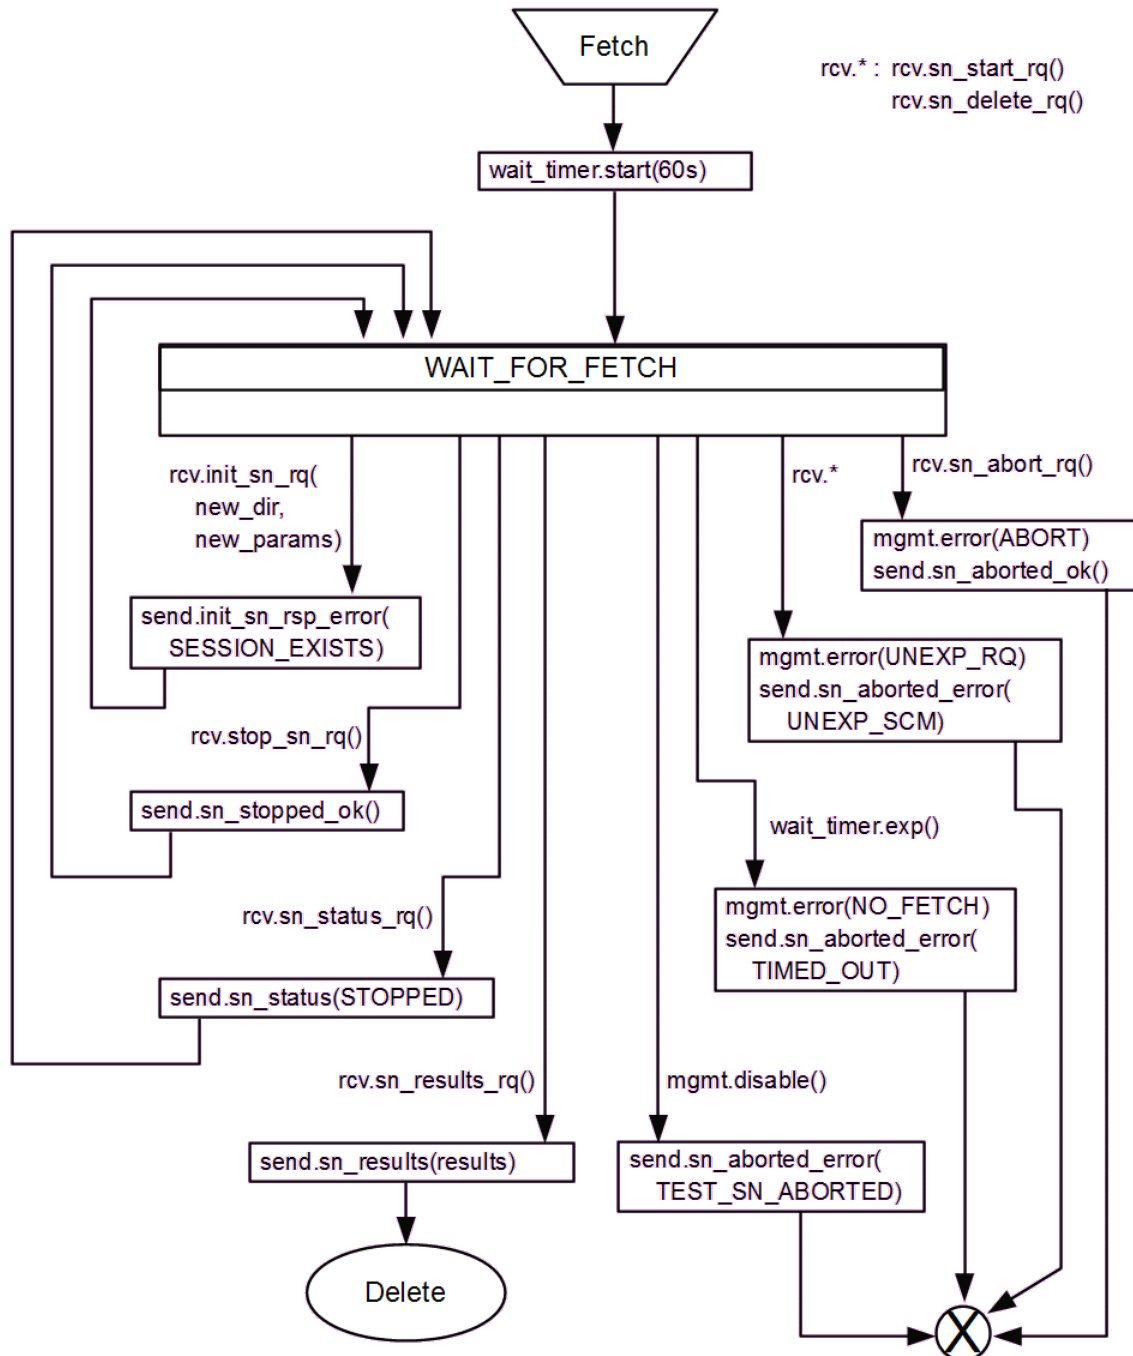 Fetch
rcv.* : rcv.sn_start_rq()
rcv.sn_delete_rq()
wait_timer.start(60s)
WAIT_FOR_FETCH
rcv.init_sn_rq(
new_dir,
new_params)
rcv.*
rcv.sn_abort_rq()
mgmt.error(ABORT)
send.sn_aborted_ok()
send.init_sn_rsp_error(
SESSION_EXISTS)
mgmt.error(UNEXP_RQ)
send.sn_aborted_error(
UNEXP_SCM)
rcv.stop_sn_rq()
send.sn_stopped_ok()
wait_timer.exp()
rcv.sn_status_rq()
mgmt.error(NO_FETCH)
send.sn_aborted_error(
TIMED_OUT)
send.sn_status(STOPPED)
rcv.sn_results_rq()
mgmt.disable()
send.sn_results(results)
send.sn_aborted_error(
TEST_SN_ABORTED)
Delete
X